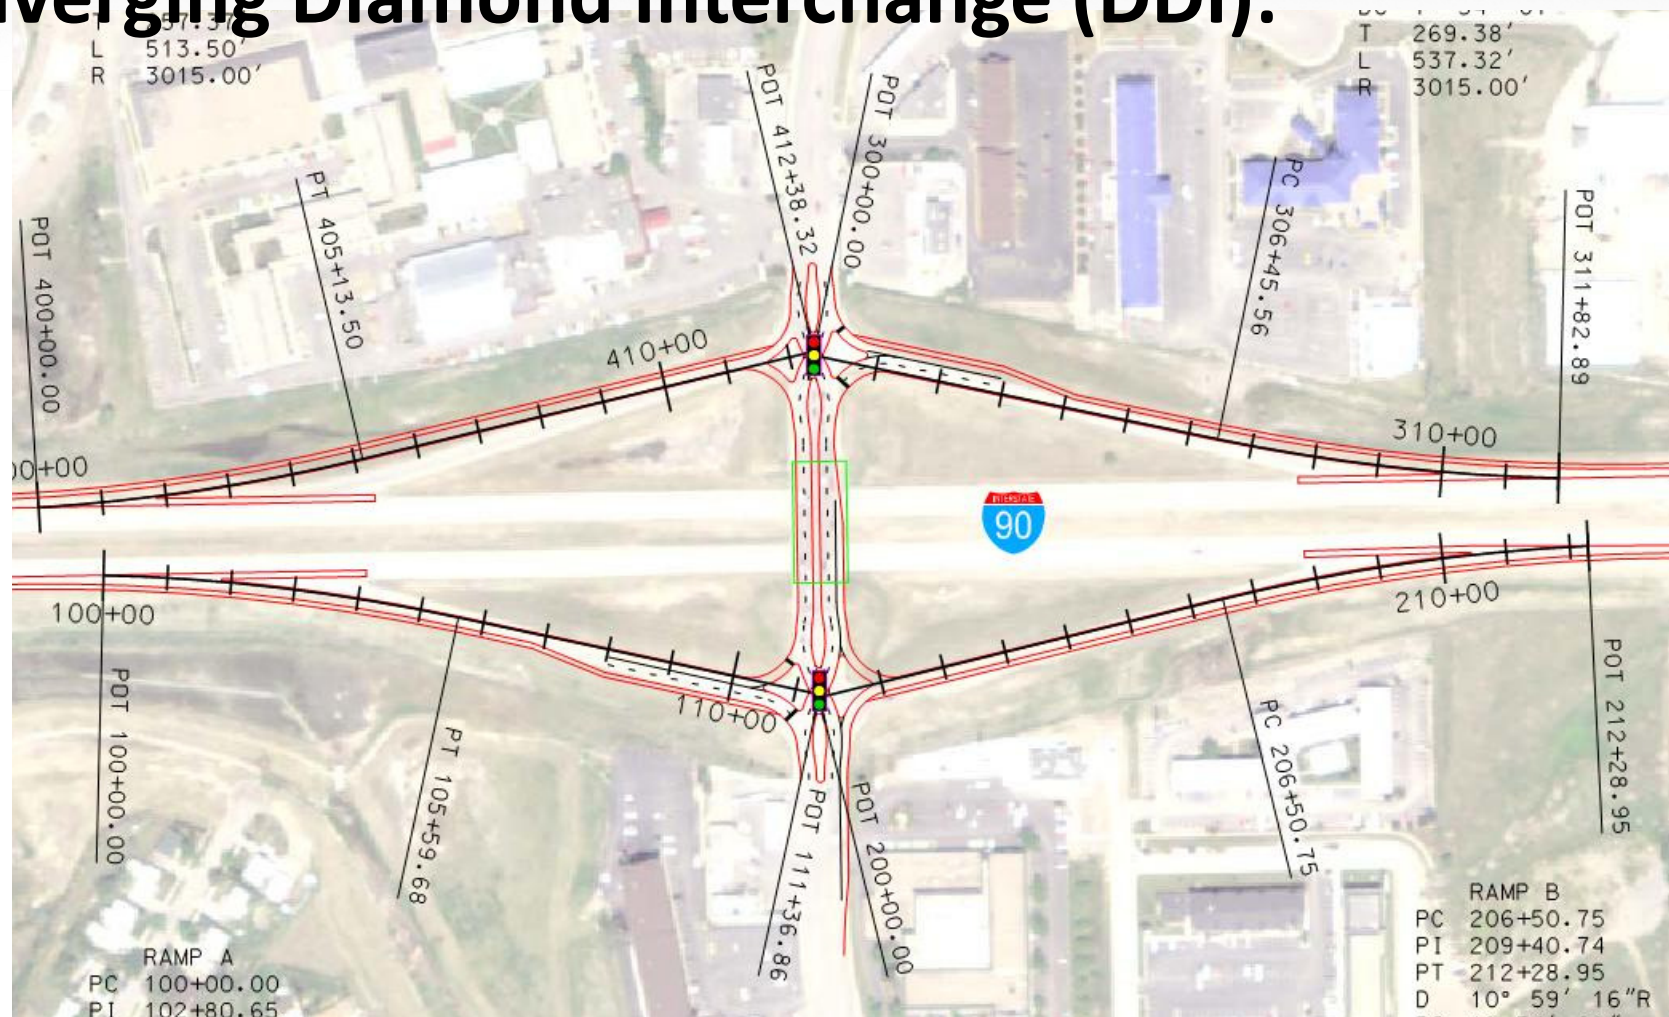 verging Diamond Interchange (DDI):
L 513.50'
R 3015.00'
T 269.38'
L 537.32'
R 3015.00'
POT 412+38.32
POT 300+00.00
PT 405+13.50
PC 306+45.56
POT 400+00.00
POT 311+82.89
410+00
310+00
00+00
INTERSTATE
90
100+00
210+00
110+00
POT 100+00.00
PT 105+59.68
POT 111+36.86
POT 200+00.00
PC 206+50.75
POT 212+28.95
RAMP A
PC 100+00.00
PI 102+80.65
RAMP B
PC 206+50.75
PI 209+40.74
PT 212+28.95
D 10° 59' 16"R